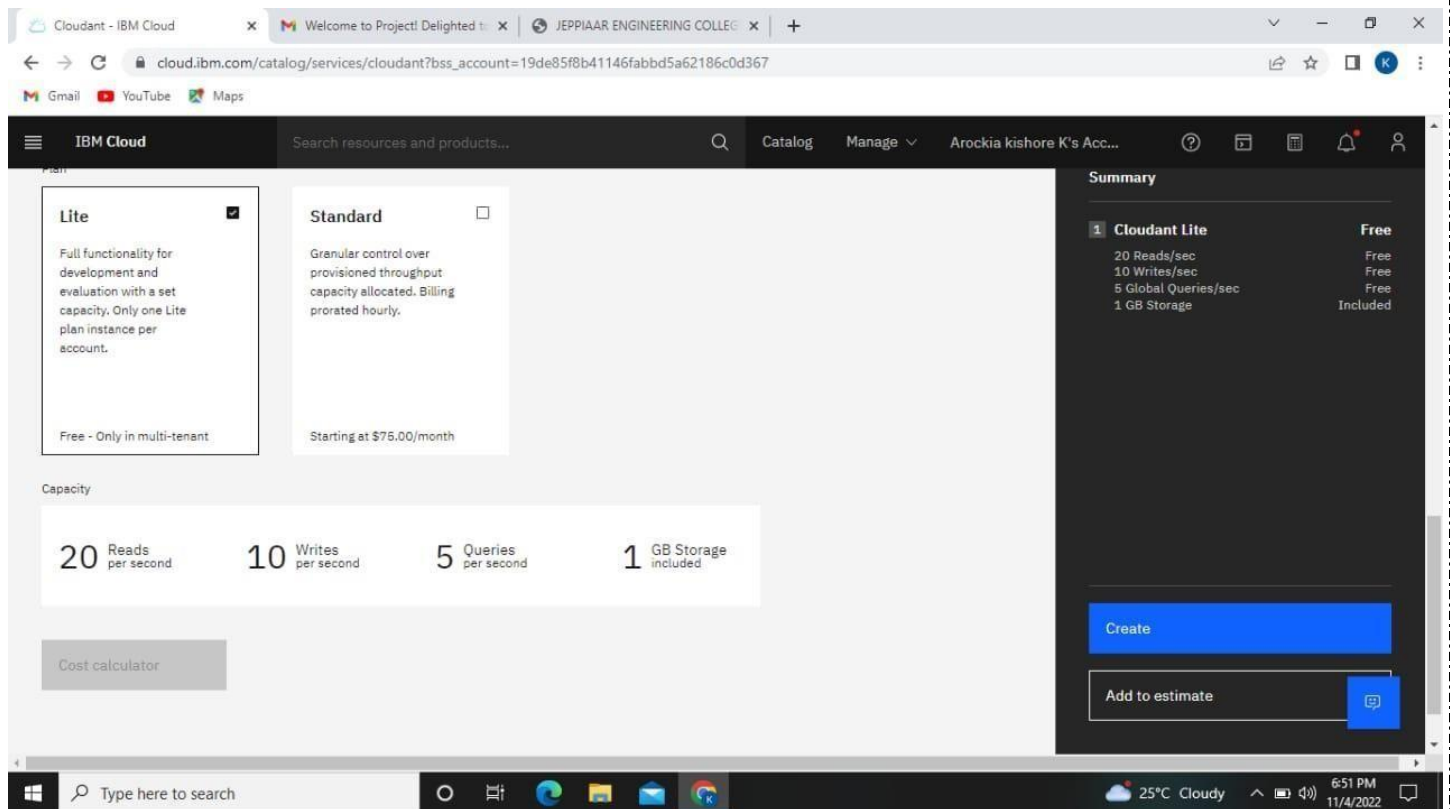 Cloudant - IBM Cloud
Welcome to Project! Delighted t
JEPPIAAR ENGINEERING COLLEG
cloud.ibm.com/catalog/services/cloudant?bss_account=19de85f8b41146fabbd5a62186c0d367
K
Gmail YouTube Maps
IBM Cloud
Search resources and products...
Catalog
Manage
Arockia kishore K's Acc...
Plan
Lite
Full functionality for
development and
evaluation with a set
capacity. Only one Lite
plan instance per
account.
Free - Only in multi-tenant
Standard
Granular control over
provisioned throughput
capacity allocated. Billing
prorated hourly.
Starting at $75.00/month
Capacity
20 Reads per second
10 Writes per second
5 Queries per second
1 GB Storage included
Cost calculator
Summary
1 Cloudant Lite Free
20 Reads/sec Free
10 Writes/sec Free
5 Global Queries/sec Free
1 GB Storage Included
Create
Add to estimate
Type here to search
K
25°C Cloudy
6:51 PM
11/4/2022